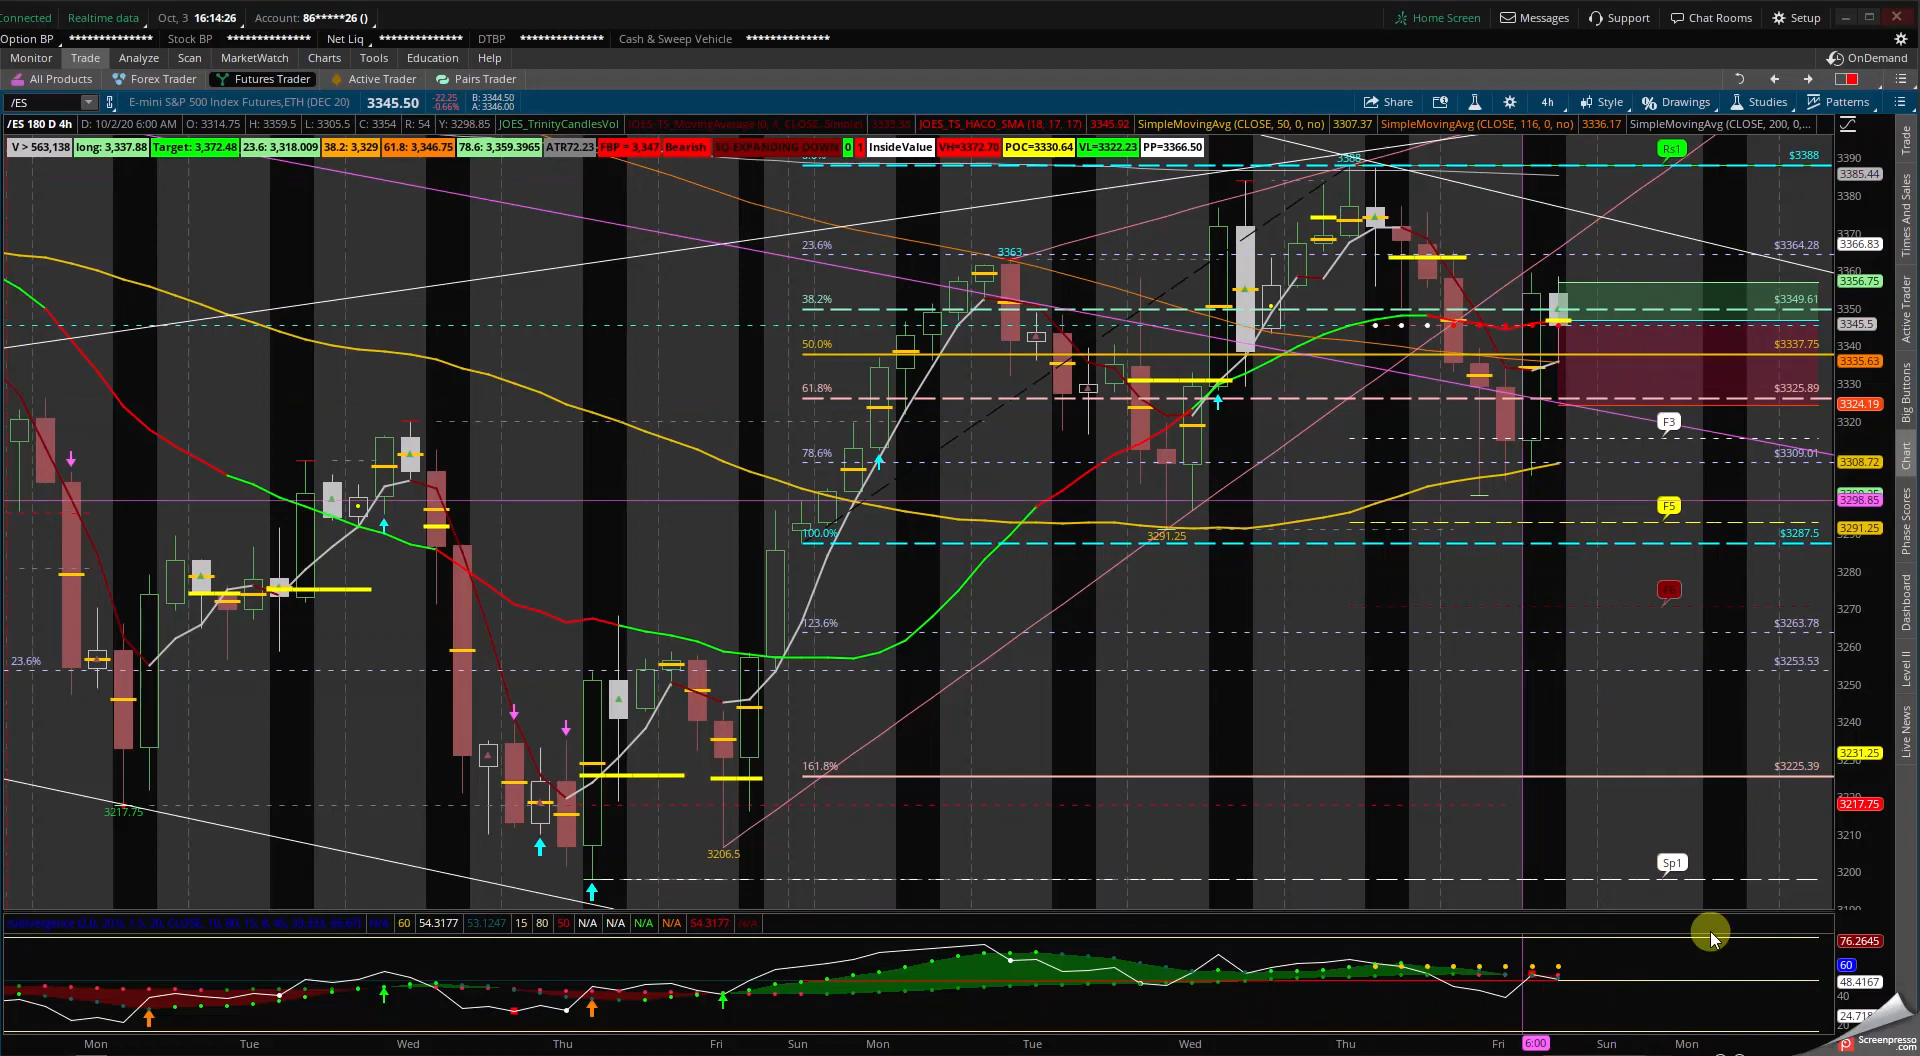 Connected Realtime data Oct, 3 16:14:26 Account: 86*****26 () Home Screen Messages Support Chat Rooms Setup
Option BP ************* Stock BP ************* Net Liq ************* DTBP ************* Cash & Sweep Vehicle *************
Monitor Trade Analyze Scan MarketWatch Charts Tools Education Help OnDemand
All Products Forex Trader Futures Trader Active Trader Pairs Trader
/ES E-mini S&P 500 Index Futures,ETH (DEC 20) 3345.50 -22.25 -0.66% B: 3344.50 A: 3346.00 Share 4h Style Drawings Studies Patterns
/ES 180 D 4h D: 10/2/20 6:00 AM O: 3314.75 H: 3359.5 L: 3305.5 C: 3354 R: 54 Y: 3298.85 JOES_TrinityCandlesVol JOES_TS_HACO_SMA (18, 17, 17) 3345.92 SimpleMovingAvg (CLOSE, 50, 0, no) 3307.37 SimpleMovingAvg (CLOSE, 116, 0, no) 3336.17 SimpleMovingAvg (CLOSE, 200, 0,...
V > 563,138 long: 3,337.88 Target: 3,372.48 23.6: 3,318.009 38.2: 3,329 61.8: 3,346.75 78.6: 3,359.3965 ATR72.23 FBP = 3,347 Bearish EXPANDING DOWN 0 1 InsideValue VH=3372.70 POC=3330.64 VL=3322.23 PP=3366.50
Rs1
3388 $3388
3390
3385.44
3380
3370
23.6% 3363 $3364.28 3366.83
3360
3356.75
38.2% $3349.61
3350
3345.5
50.0% $3337.75
3340
3335.63
61.8% $3325.89
3330
3324.19
F3
3320
78.6% $3309.01
3308.72
3298.85
F5
3291.25
100.0% 3291.25 $3287.5
3280
3270
123.6% $3263.78
3260
23.6% $3253.53
3250
3240
3231.25
161.8% $3225.39
3217.75 3217.75
3210
3206.5
Sp1
3200
60 54.3177 53.1247 15 80 50 N/A N/A N/A N/A 54.3177
76.2645
60
48.4167
40
20
Mon Tue Wed Thu Fri Sun Mon Tue Wed Thu Fri 6:00 Sun Mon
Trade
Times And Sales
Active Trader
Big Buttons
Chart
Phase Scores
Dashboard
Level II
Live News
Screenpresso
.com